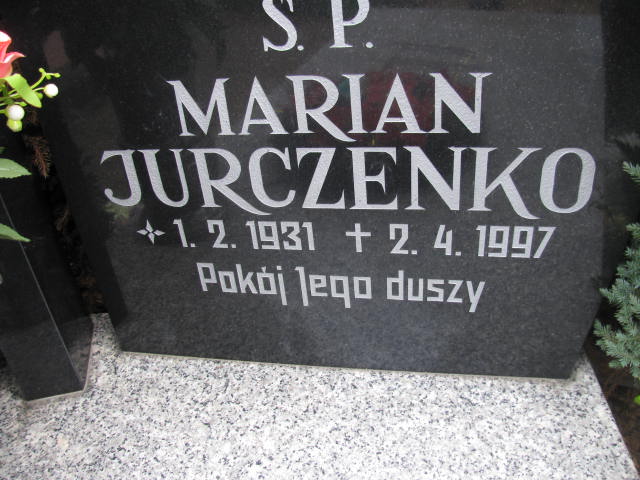 Ś. P.
MARIAN
JURCZENKO
1. 2. 1931 + 2. 4. 1997
Pokój Jego duszy